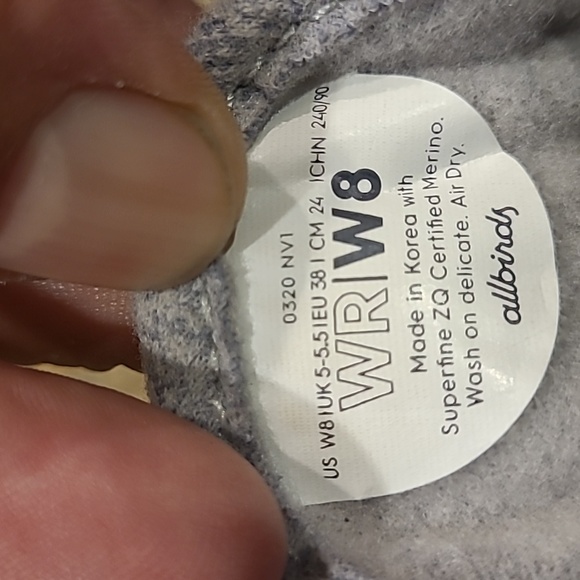 0320 NV1
US W8 | UK 5-5.5 | EU 38 | CM 24 | CHN 240/90
WR|W8
Made in Korea with
Superfine ZQ Certified Merino.
Wash on delicate. Air Dry.
allbirds